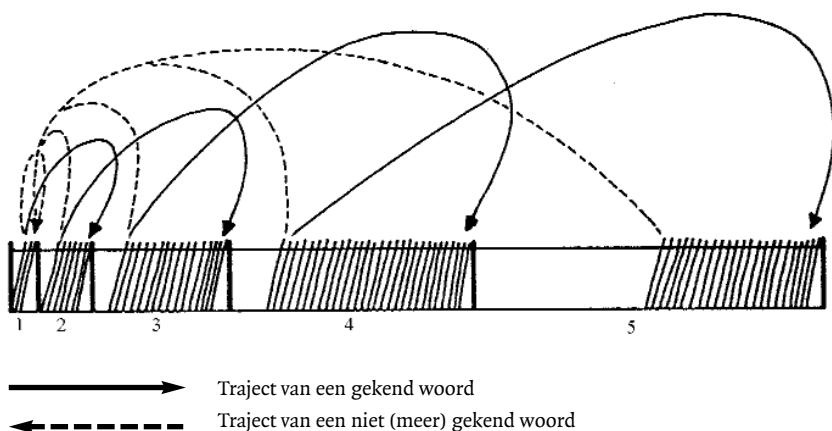 1 2 3 4 5
Traject van een gekend woord
Traject van een niet (meer) gekend woord